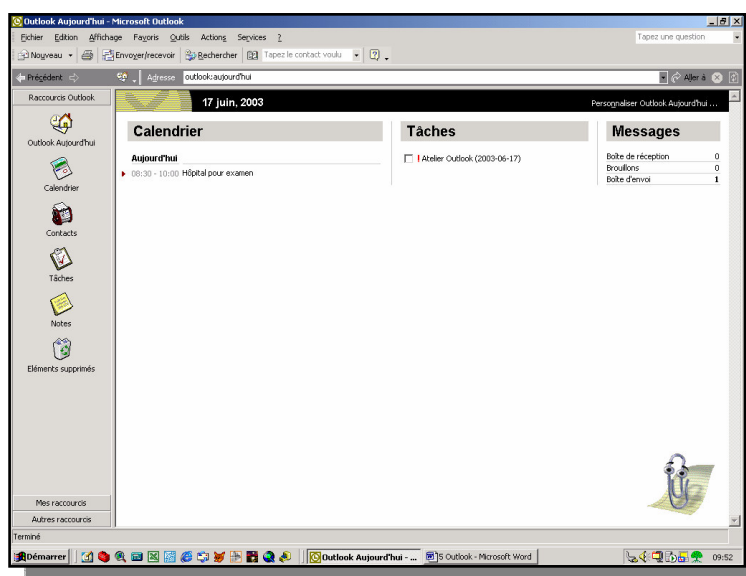 Outlook Aujourd'hui - Microsoft Outlook
Fichier Edition Affichage Favoris Outils Actions Services ?
Tapez une question
Nouveau Envoyer/recevoir Rechercher Tapez le contact voulu
Précédent Adresse outlook:aujourd'hui Aller à
Raccourcis Outlook
17 juin, 2003
Personnaliser Outlook Aujourd'hui ...
Outlook Aujourd'hui
Calendrier
Contacts
Tâches
Notes
Eléments supprimés
Mes raccourcis
Autres raccourcis
Calendrier
Aujourd'hui
08:30 - 10:00 Hôpital pour examen
Tâches
! Atelier Outlook (2003-06-17)
Messages
Boîte de réception 0
Brouillons 0
Boîte d'envoi 1
Terminé
Démarrer
Outlook Aujourd'hui - ...
5 Outlook - Microsoft Word
09:52